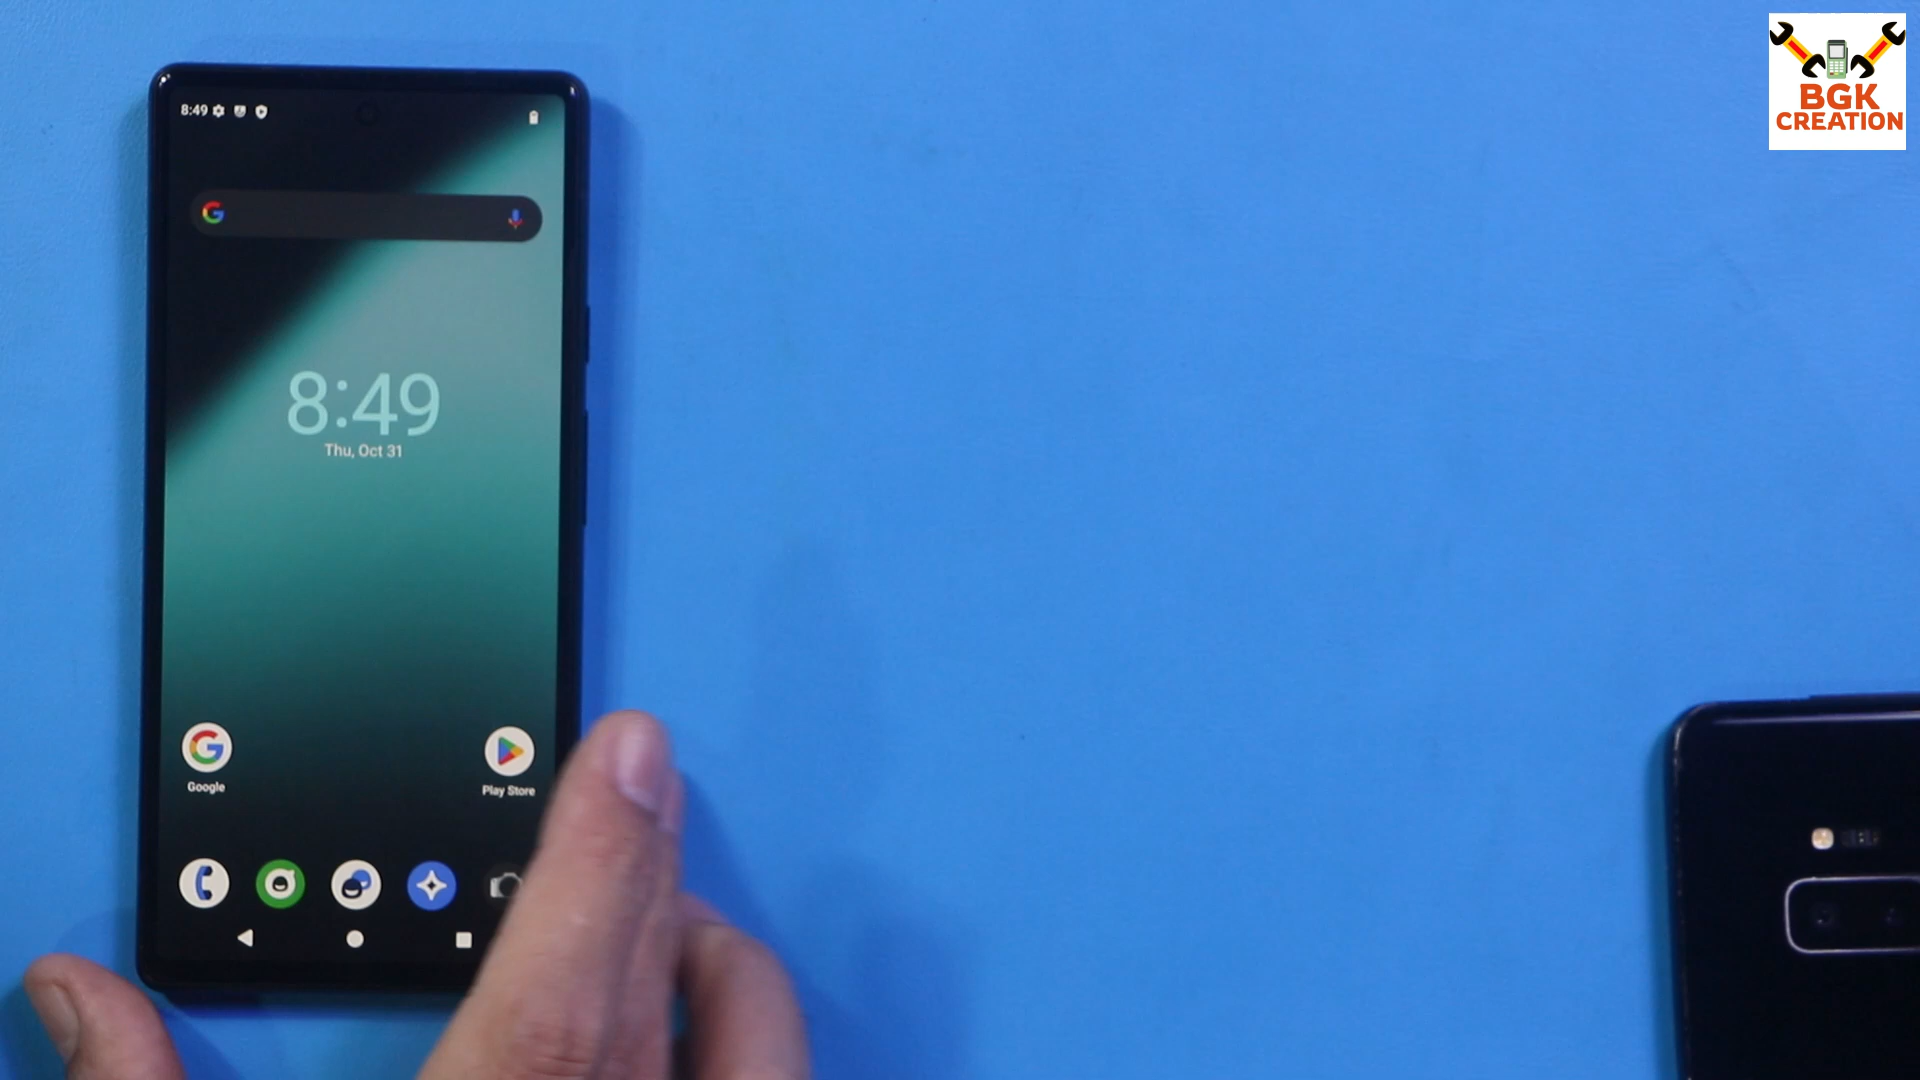 8:49
8:49
Thu, Oct 31
Google
Play Store
BGK
CREATION